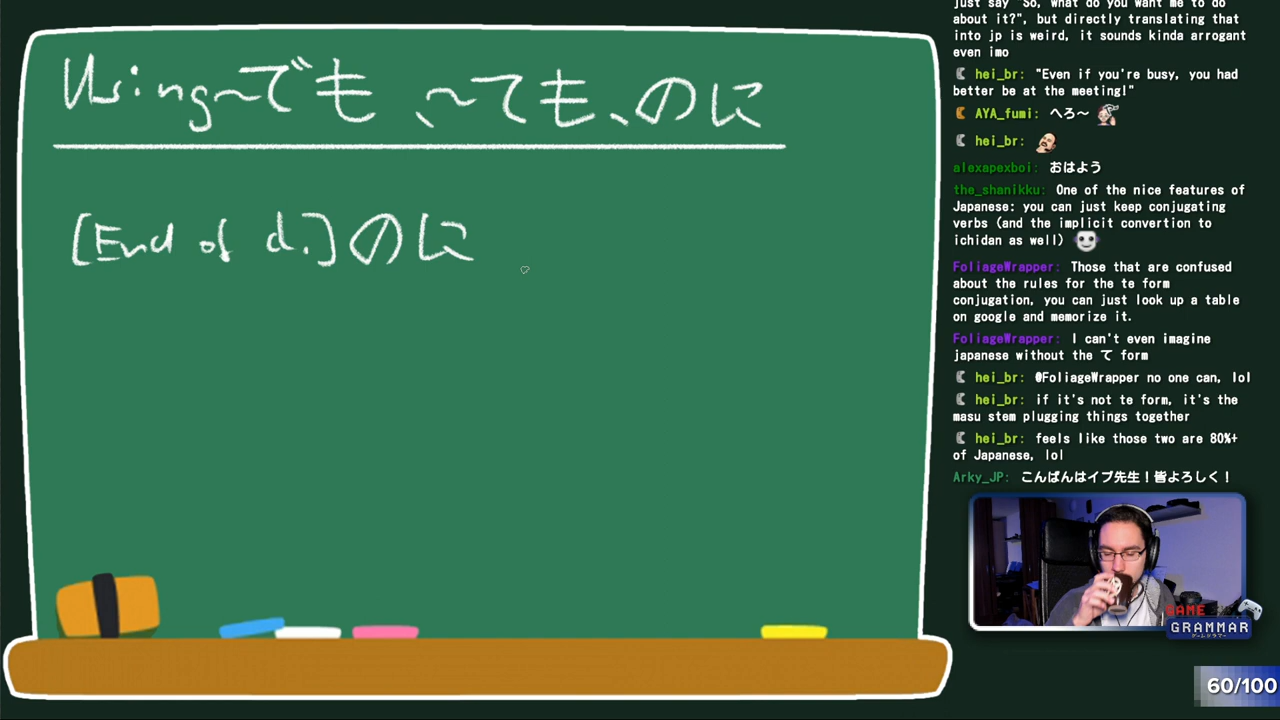 Using〜でも、〜ても、のに
[End of d.]のに
just say "So, what do you want me to do
about it?", but directly translating that
into jp is weird, it sounds kinda arrogant
even imo
hei_br: "Even if you're busy, you had
better be at the meeting!"
AYA_fumi: へろ〜
hei_br:
alexapexboi: おはよう
the_shanikku: One of the nice features of
Japanese: you can just keep conjugating
verbs (and the implicit convertion to
ichidan as well)
FoliageWrapper: Those that are confused
about the rules for the te form
conjugation, you can just look up a table
on google and memorize it.
FoliageWrapper: I can't even imagine
japanese without the て form
hei_br: @FoliageWrapper no one can, lol
hei_br: if it's not te form, it's the
masu stem plugging things together
hei_br: feels like those two are 80%+
of Japanese, lol
Arky_JP: こんばんはイブ先生！皆よろしく！
GAME
GRAMMAR
ゲームグラマー
60/100